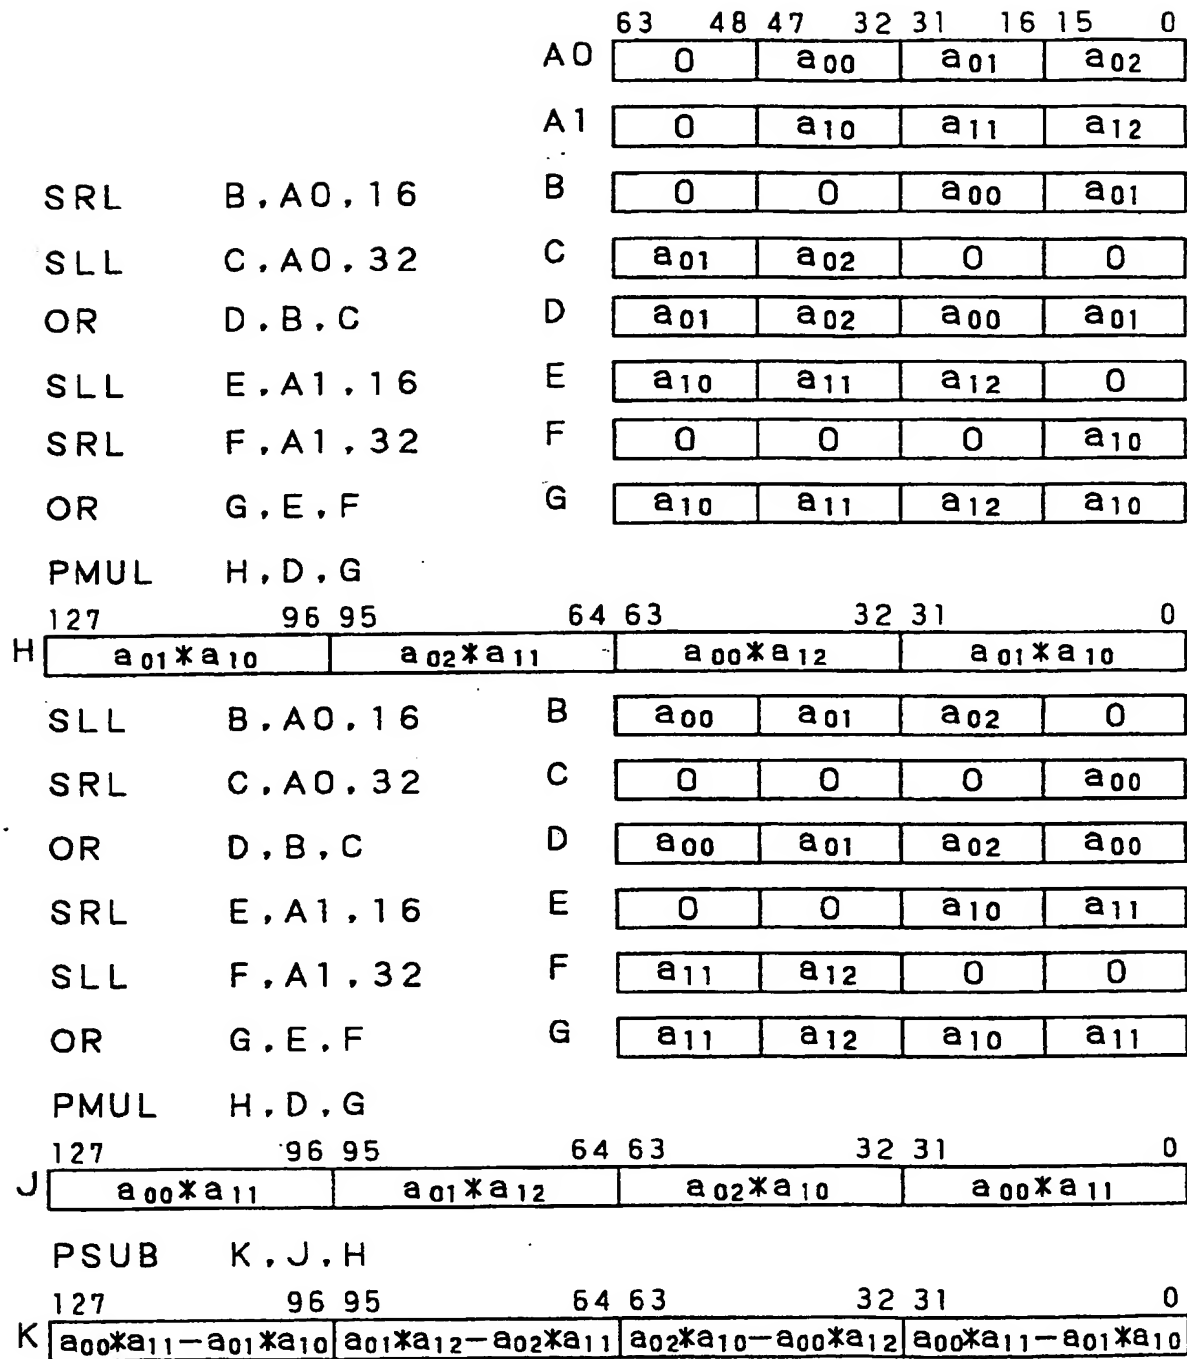 63 48 47 32 31 16 15 0
A0 0 a00 a01 a02
A1 0 a10 a11 a12
SRL B,A0,16 B 0 0 a00 a01
SLL C,A0,32 C a01 a02 0 0
OR D,B,C D a01 a02 a00 a01
SLL E,A1,16 E a10 a11 a12 0
SRL F,A1,32 F 0 0 0 a10
OR G,E,F G a10 a11 a12 a10
PMUL H,D,G
127 96 95 64 63 32 31 0
H a01*a10 a02*a11 a00*a12 a01*a10
SLL B,A0,16 B a00 a01 a02 0
SRL C,A0,32 C 0 0 0 a00
OR D,B,C D a00 a01 a02 a00
SRL E,A1,16 E 0 0 a10 a11
SLL F,A1,32 F a11 a12 0 0
OR G,E,F G a11 a12 a10 a11
PMUL H,D,G
127 96 95 64 63 32 31 0
J a00*a11 a01*a12 a02*a10 a00*a11
PSUB K,J,H
127 96 95 64 63 32 31 0
K a00*a11-a01*a10 a01*a12-a02*a11 a02*a10-a00*a12 a00*a11-a01*a10